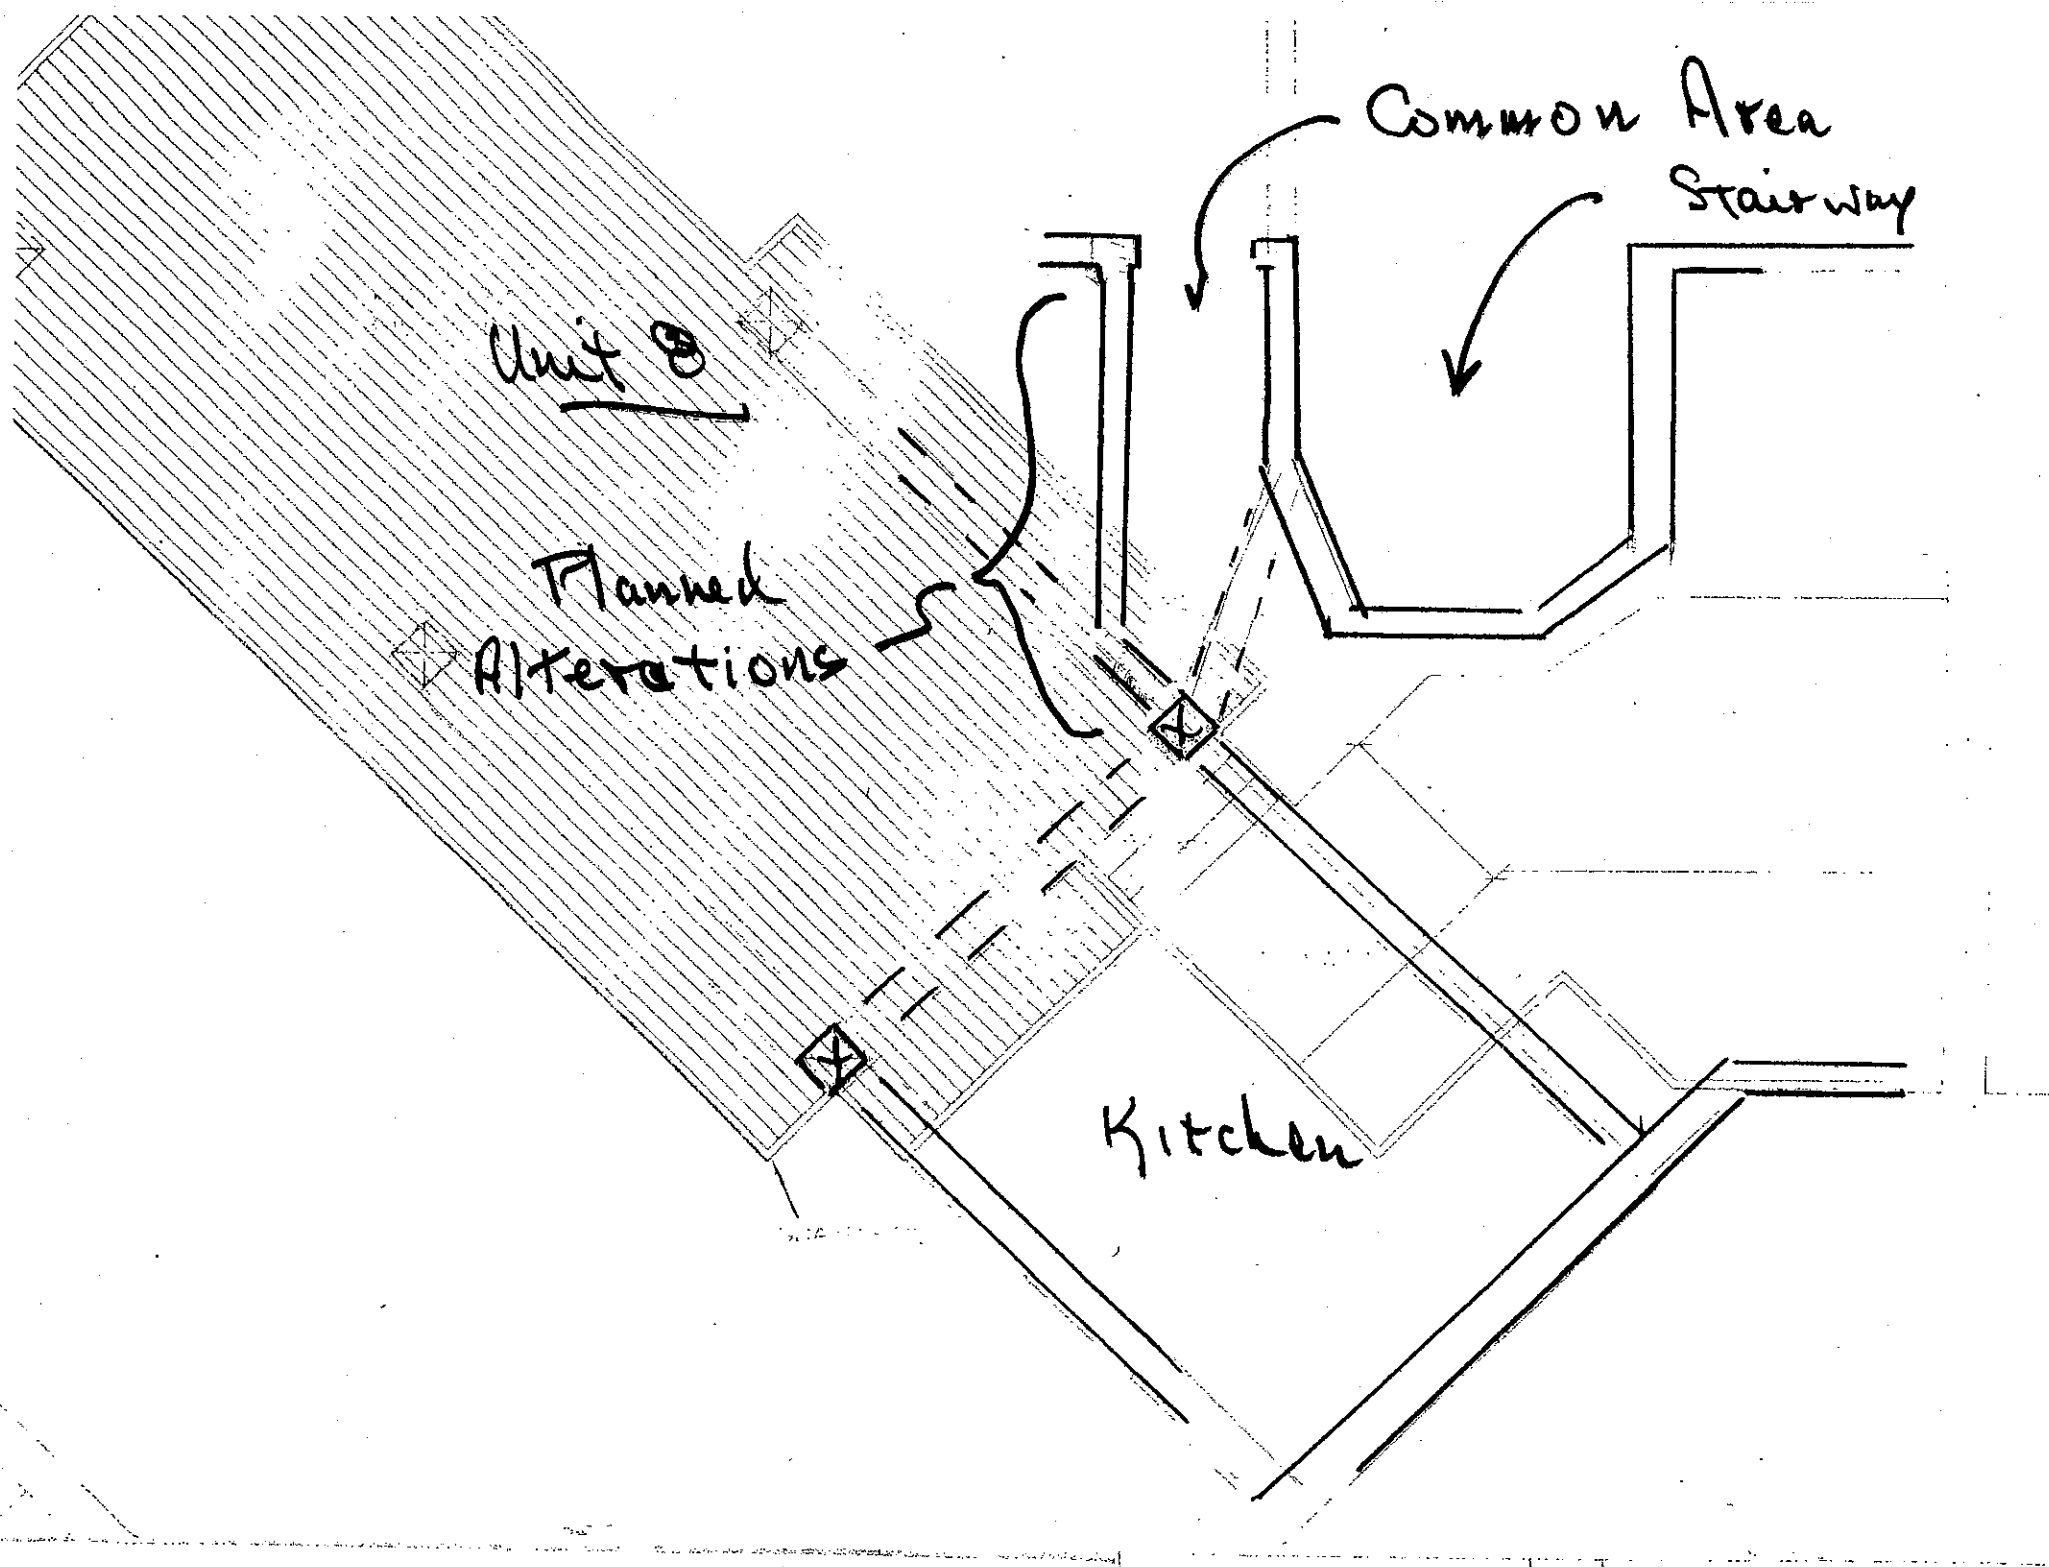 Common Area
Stairway
Unit 8
Planned
Alterations
Kitchen